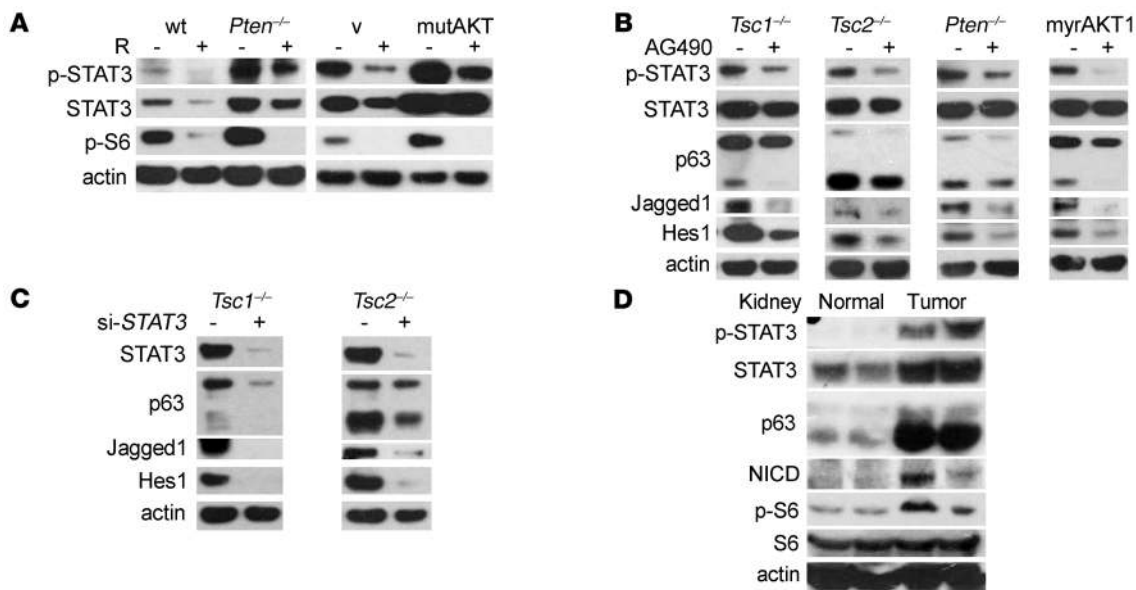 A
wt Pten⁻/⁻ v mutAKT
R - + - + - + - +
p-STAT3
STAT3
p-S6
actin
B
Tsc1⁻/⁻ Tsc2⁻/⁻ Pten⁻/⁻ myrAKT1
AG490 - + - + - + - +
p-STAT3
STAT3
p63
Jagged1
Hes1
actin
C
Tsc1⁻/⁻ Tsc2⁻/⁻
si-STAT3 - + - +
STAT3
p63
Jagged1
Hes1
actin
D
Kidney Normal Tumor
p-STAT3
STAT3
p63
NICD
p-S6
S6
actin